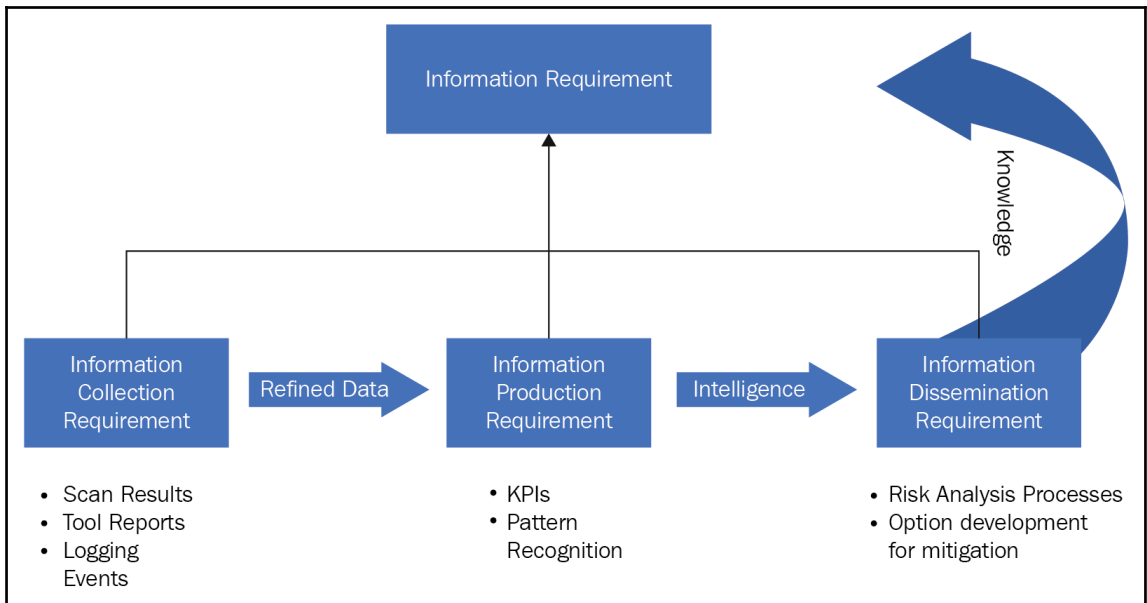 Information Requirement
Knowledge
Information
Collection
Requirement
Refined Data
Information
Production
Requirement
Intelligence
Information
Dissemination
Requirement
• Scan Results
• Tool Reports
• Logging
Events
• KPIs
• Pattern
Recognition
• Risk Analysis Processes
• Option development
for mitigation